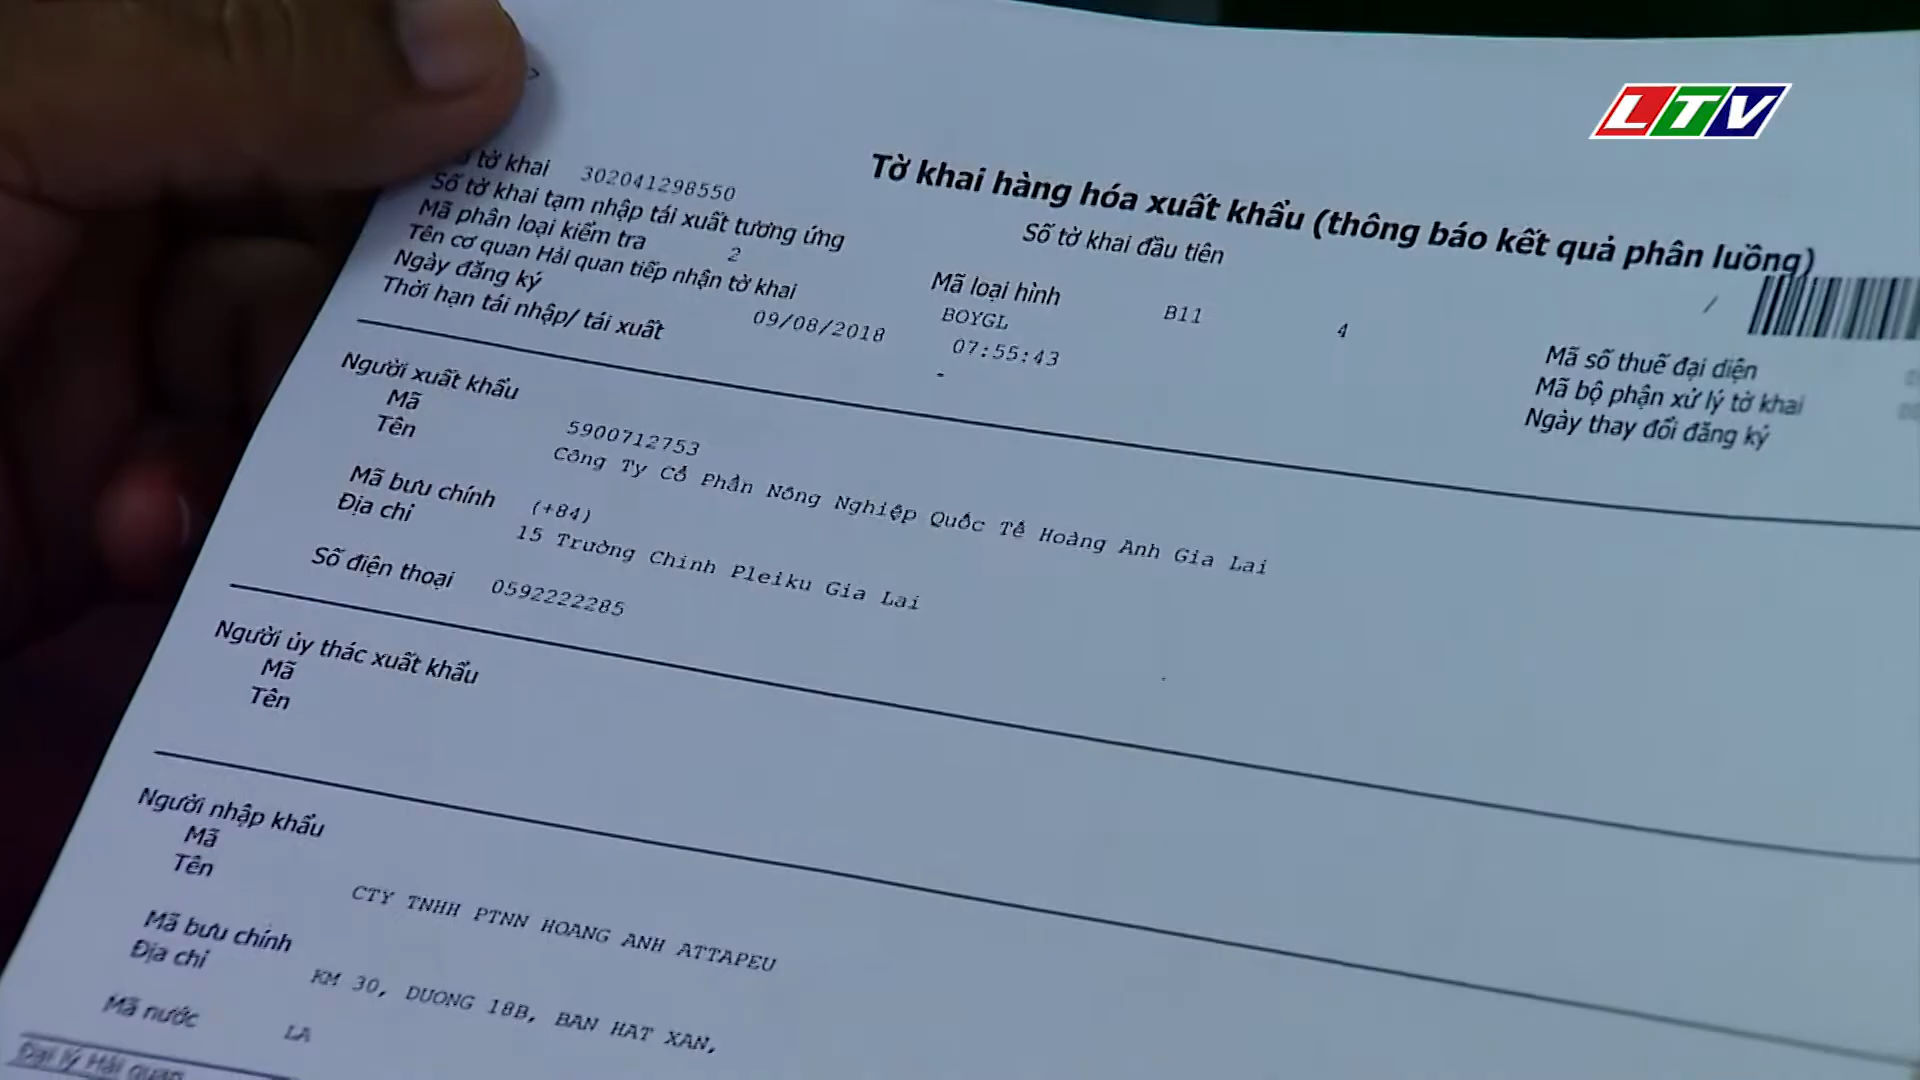 LTV
Tờ khai hàng hóa xuất khẩu (thông báo kết quả phân luồng)
tờ khai 302041298550
Số tờ khai đầu tiên
/
Số tờ khai tạm nhập tái xuất tương ứng
Mã phân loại kiểm tra 2 Mã loại hình B11 4
Mã số thuế đại diện
Tên cơ quan Hải quan tiếp nhận tờ khai BOYGL
Mã bộ phận xử lý tờ khai
Ngày đăng ký 09/08/2018 07:55:43
Ngày thay đổi đăng ký
Thời hạn tái nhập/ tái xuất -
Người xuất khẩu
Mã 5900712753
Tên Công Ty Cổ Phần Nông Nghiệp Quốc Tế Hoàng Anh Gia Lai
Mã bưu chính (+84)
Địa chỉ 15 Trường Chinh Pleiku Gia Lai
Số điện thoại 0592222285
Người ủy thác xuất khẩu
Mã
Tên
Người nhập khẩu
Mã
Tên CTY TNHH PTNN HOANG ANH ATTAPEU
Mã bưu chính
Địa chỉ KM 30, DUONG 18B, BAN HAT XAN,
Mã nước LA
Đại lý Hải quan